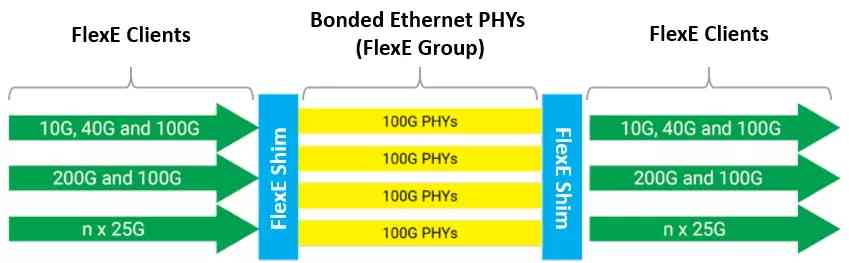 FlexE Clients
Bonded Ethernet PHYs
(FlexE Group)
FlexE Clients
10G, 40G and 100G
200G and 100G
n x 25G
FlexE Shim
100G PHYs
100G PHYs
100G PHYs
100G PHYs
FlexE Shim
10G, 40G and 100G
200G and 100G
n x 25G